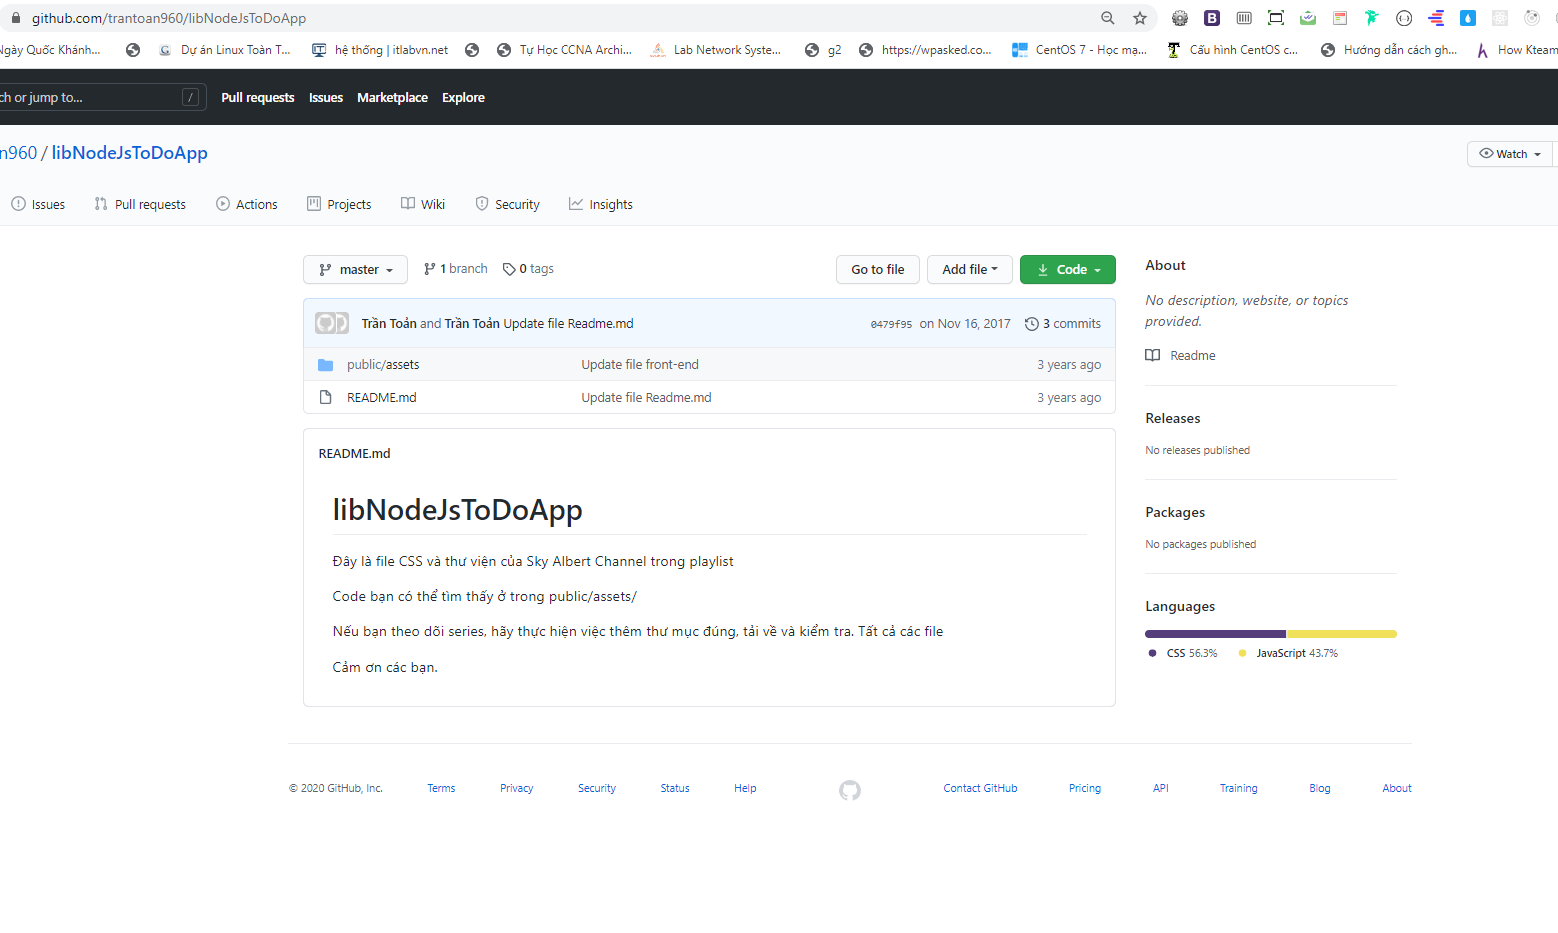 github.com/trantoan960/libNodeJsToDoApp
Ngày Quốc Khánh... Dự án Linux Toàn T... hệ thống | itlabvn.net Tự Học CCNA Archi... Lab Network Syste... g2 https://wpasked.co... CentOS 7 - Học mạ... Cấu hình CentOS c... Hướng dẫn cách gh... How Kteam
ch or jump to... / Pull requests Issues Marketplace Explore
n960 / libNodeJsToDoApp Watch
Issues Pull requests Actions Projects Wiki Security Insights
master 1 branch 0 tags Go to file Add file Code
Trần Toản and Trần Toản Update file Readme.md 0479f95 on Nov 16, 2017 3 commits
public/assets Update file front-end 3 years ago
README.md Update file Readme.md 3 years ago
README.md
libNodeJsToDoApp
Đây là file CSS và thư viện của Sky Albert Channel trong playlist
Code bạn có thể tìm thấy ở trong public/assets/
Nếu bạn theo dõi series, hãy thực hiện việc thêm thư mục đúng, tải về và kiểm tra. Tất cả các file
Cảm ơn các bạn.
About
No description, website, or topics
provided.
Readme
Releases
No releases published
Packages
No packages published
Languages
CSS 56.3% JavaScript 43.7%
© 2020 GitHub, Inc. Terms Privacy Security Status Help Contact GitHub Pricing API Training Blog About